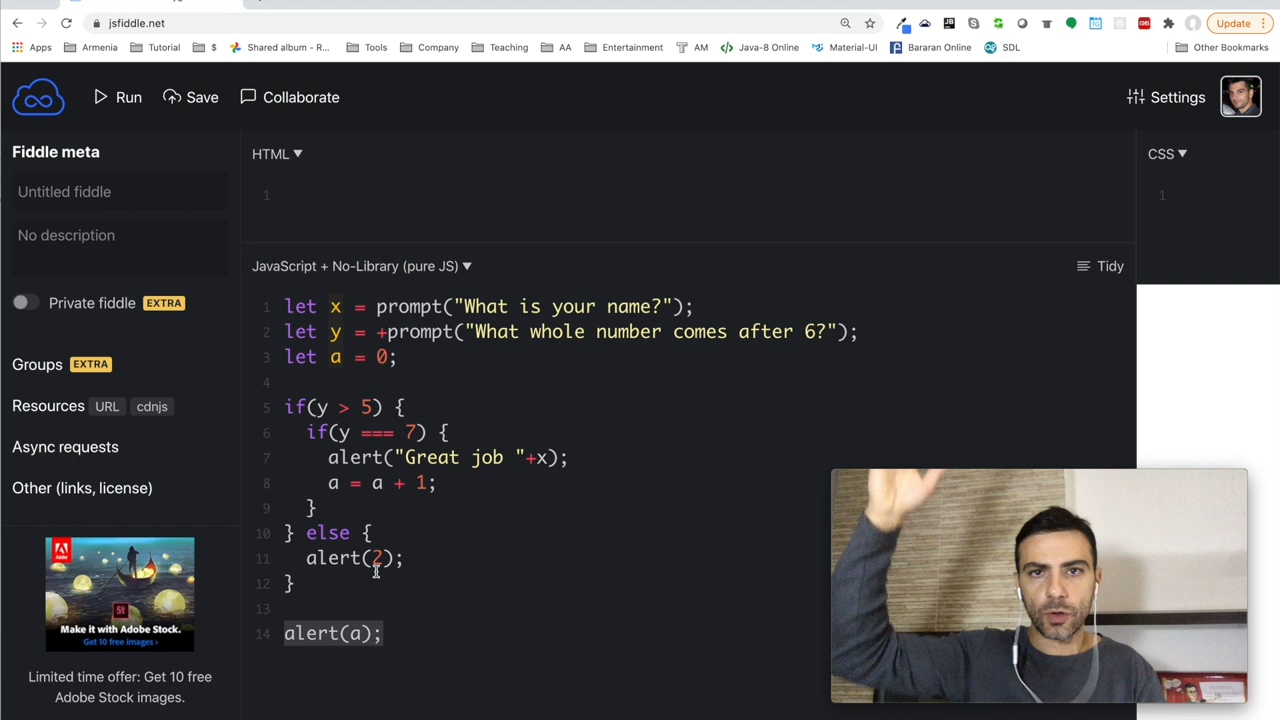 jsfiddle.net
Update
Apps Armenia Tutorial $ Shared album - R... Tools Company Teaching AA Entertainment AM Java-8 Online Material-UI Bararan Online SDL Other Bookmarks
Run Save Collaborate Settings
Fiddle meta
Untitled fiddle
No description
Private fiddle EXTRA
Groups EXTRA
Resources URL cdnjs
Async requests
Other (links, license)
Make it with Adobe Stock.
Get 10 free images ›
Limited time offer: Get 10 free
Adobe Stock images.
HTML
1
CSS
1
JavaScript + No-Library (pure JS) Tidy
1 let x = prompt("What is your name?");
2 let y = +prompt("What whole number comes after 6?");
3 let a = 0;
4
5 if(y > 5) {
6 if(y === 7) {
7 alert("Great job "+x);
8 a = a + 1;
9 }
10 } else {
11 alert(2);
12 }
13
14 alert(a);